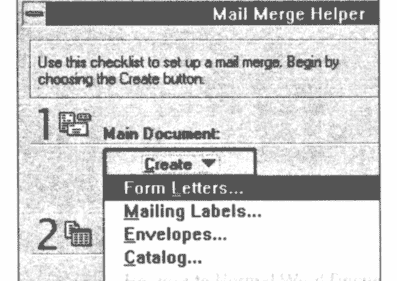 Mail Merge Helper
Use this checklist to set up a mail merge. Begin by
choosing the Create button.
1
Main Document:
Create
Form Letters...
Mailing Labels...
2
Envelopes...
Catalog...